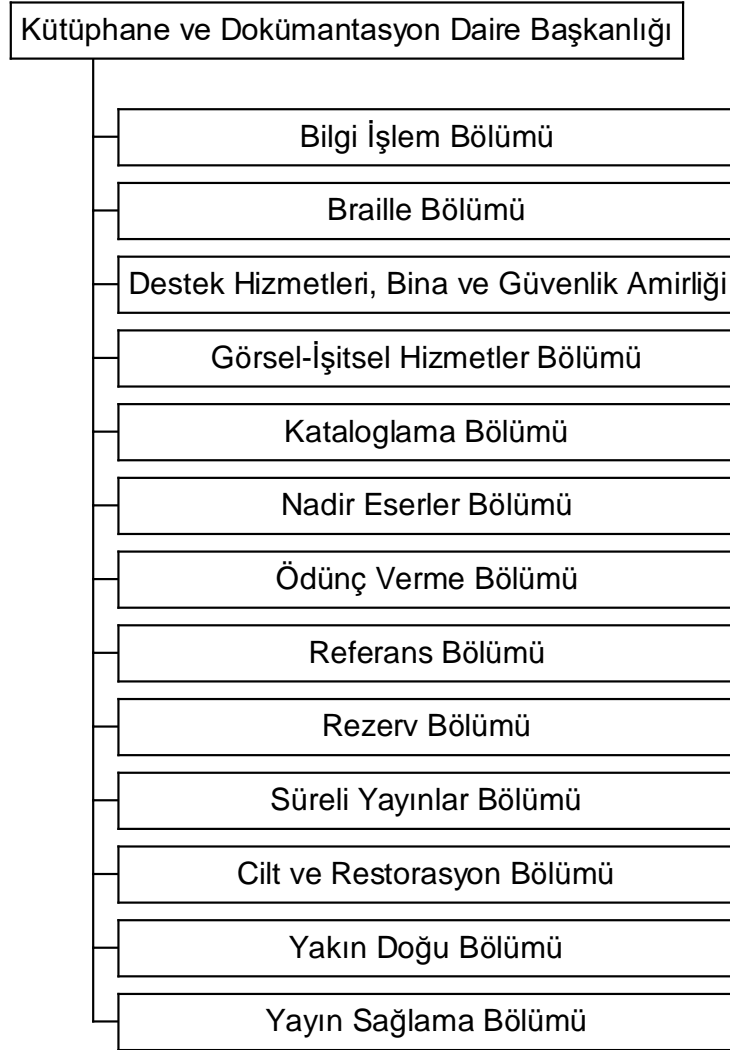 Kütüphane ve Dokümantasyon Daire Başkanlığı
Bilgi İşlem Bölümü
Braille Bölümü
Destek Hizmetleri, Bina ve Güvenlik Amirliği
Görsel-İşitsel Hizmetler Bölümü
Kataloglama Bölümü
Nadir Eserler Bölümü
Ödünç Verme Bölümü
Referans Bölümü
Rezerv Bölümü
Süreli Yayınlar Bölümü
Cilt ve Restorasyon Bölümü
Yakın Doğu Bölümü
Yayın Sağlama Bölümü